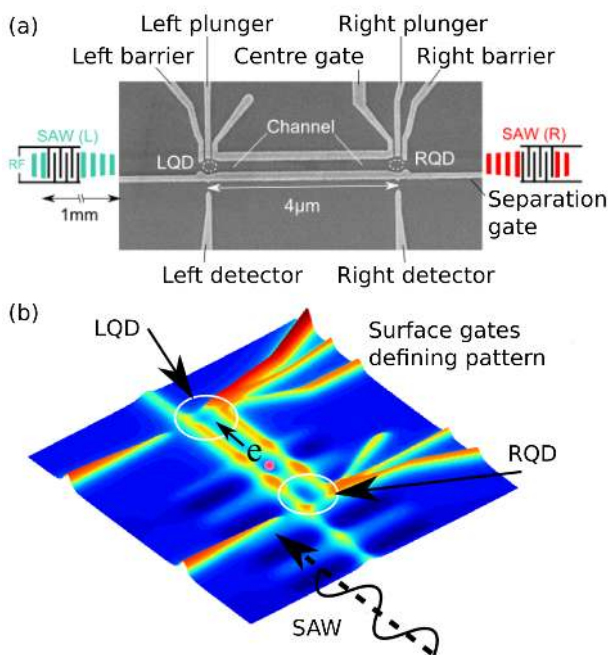 (a)
Left plunger
Right plunger
Left barrier
Centre gate
Right barrier
SAW (L)
Channel
SAW (R)
RF
LQD
RQD
1mm
4μm
Separation
gate
Left detector
Right detector
(b)
LQD
Surface gates
defining pattern
e
RQD
SAW